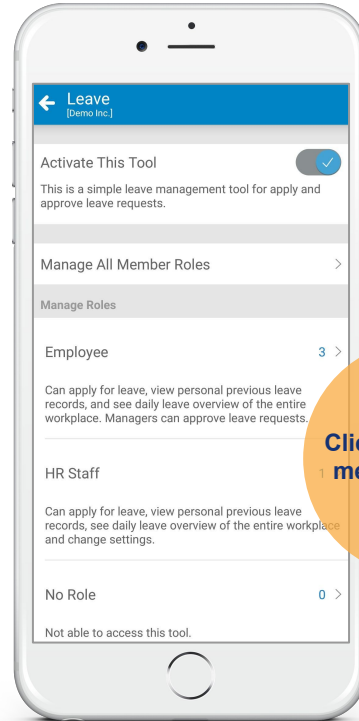 Leave
[Demo Inc.]
Activate This Tool
This is a simple leave management tool for apply and
approve leave requests.
Manage All Member Roles
Manage Roles
Employee 3
Can apply for leave, view personal previous leave
records, and see daily leave overview of the entire
workplace. Managers can approve leave requests.
HR Staff 1
Can apply for leave, view personal previous leave
records, see daily leave overview of the entire workplace
and change settings.
No Role 0
Not able to access this tool.